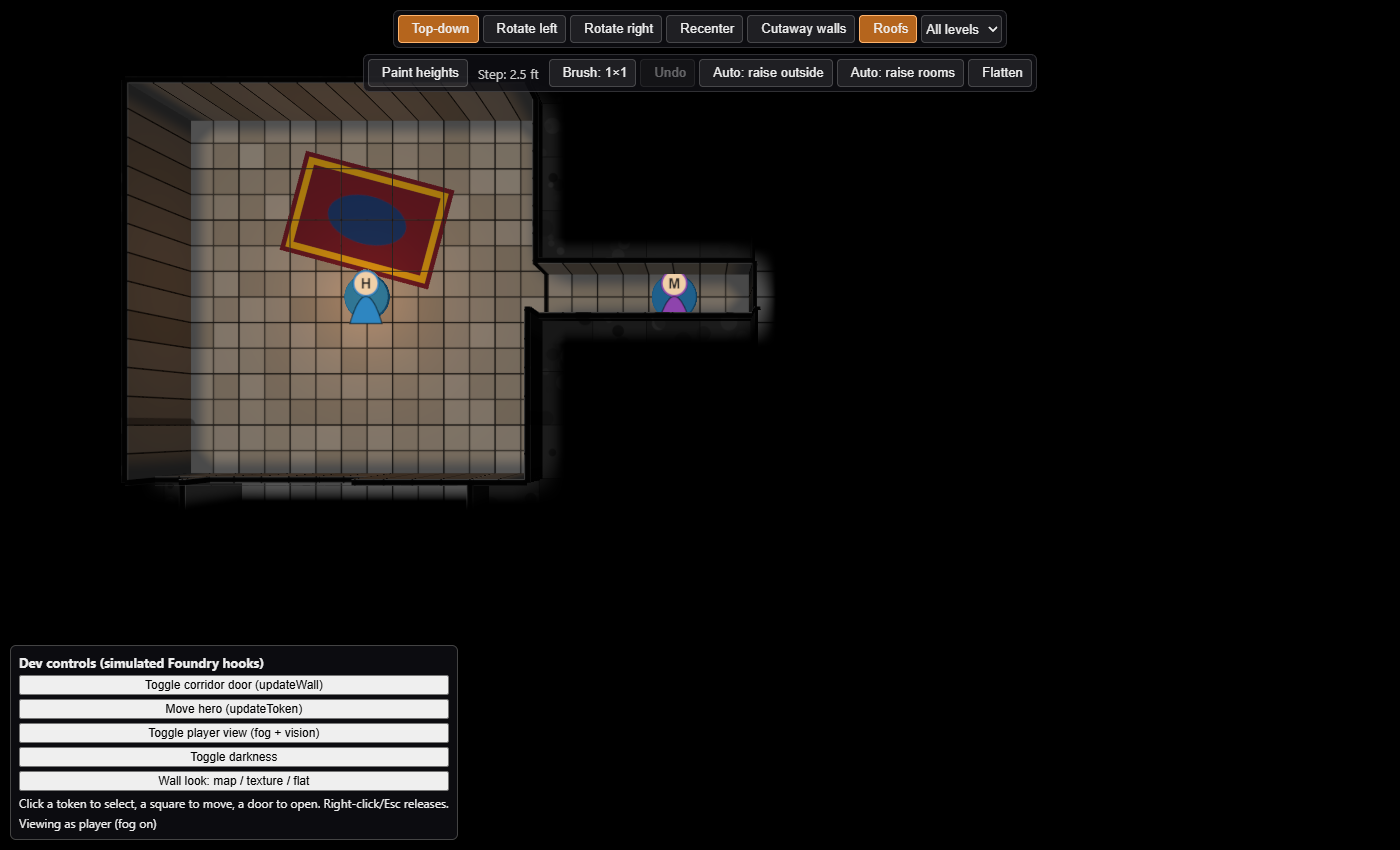 Top-down Rotate left Rotate right Recenter Cutaway walls Roofs All levels
Paint heights Step: 2.5 ft Brush: 1×1 Undo Auto: raise outside Auto: raise rooms Flatten
H
M
Dev controls (simulated Foundry hooks)
Toggle corridor door (updateWall)
Move hero (updateToken)
Toggle player view (fog + vision)
Toggle darkness
Wall look: map / texture / flat
Click a token to select, a square to move, a door to open. Right-click/Esc releases.
Viewing as player (fog on)